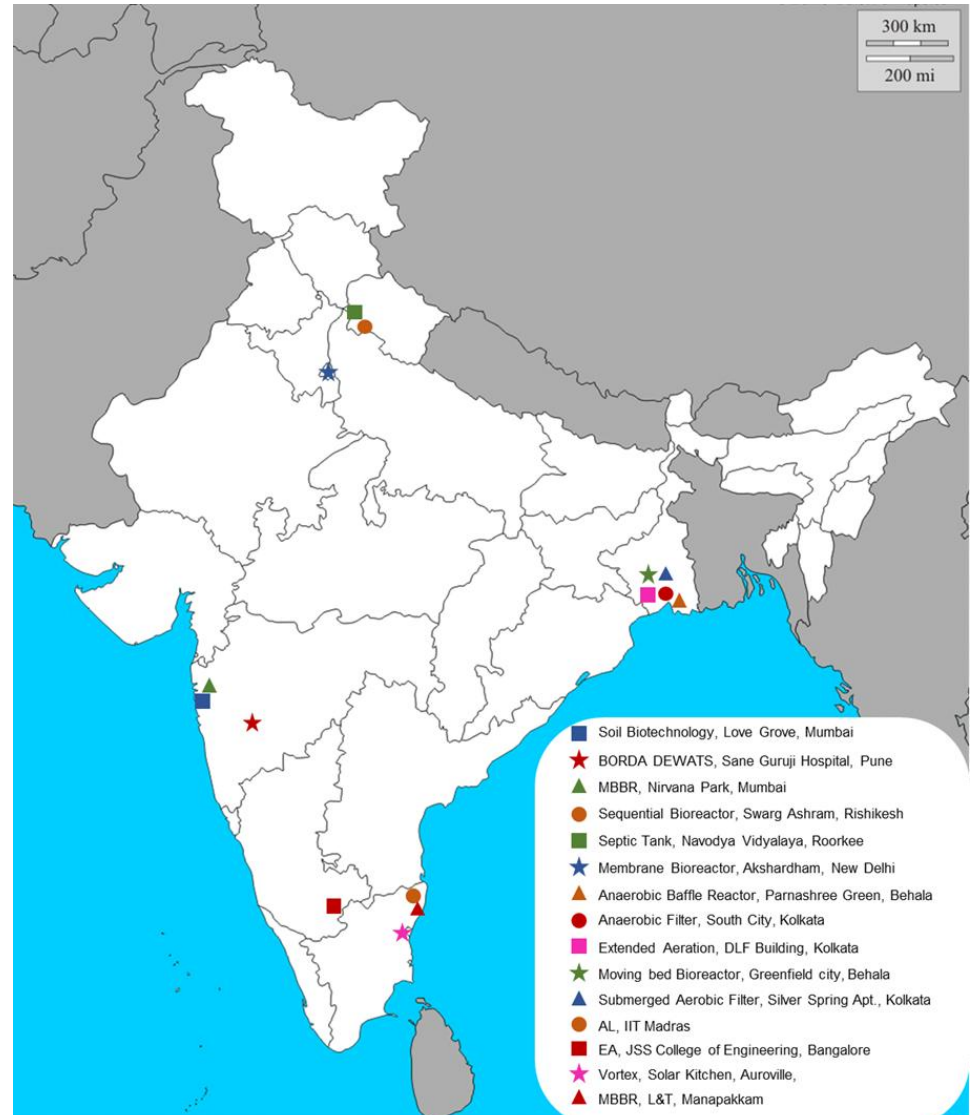 300 km
200 mi
Soil Biotechnology, Love Grove, Mumbai
BORDA DEWATS, Sane Guruji Hospital, Pune
MBBR, Nirvana Park, Mumbai
Sequential Bioreactor, Swarg Ashram, Rishikesh
Septic Tank, Navodya Vidyalaya, Roorkee
Membrane Bioreactor, Akshardham, New Delhi
Anaerobic Baffle Reactor, Parnashree Green, Behala
Anaerobic Filter, South City, Kolkata
Extended Aeration, DLF Building, Kolkata
Moving bed Bioreactor, Greenfield city, Behala
Submerged Aerobic Filter, Silver Spring Apt., Kolkata
AL, IIT Madras
EA, JSS College of Engineering, Bangalore
Vortex, Solar Kitchen, Auroville,
MBBR, L&T, Manapakkam